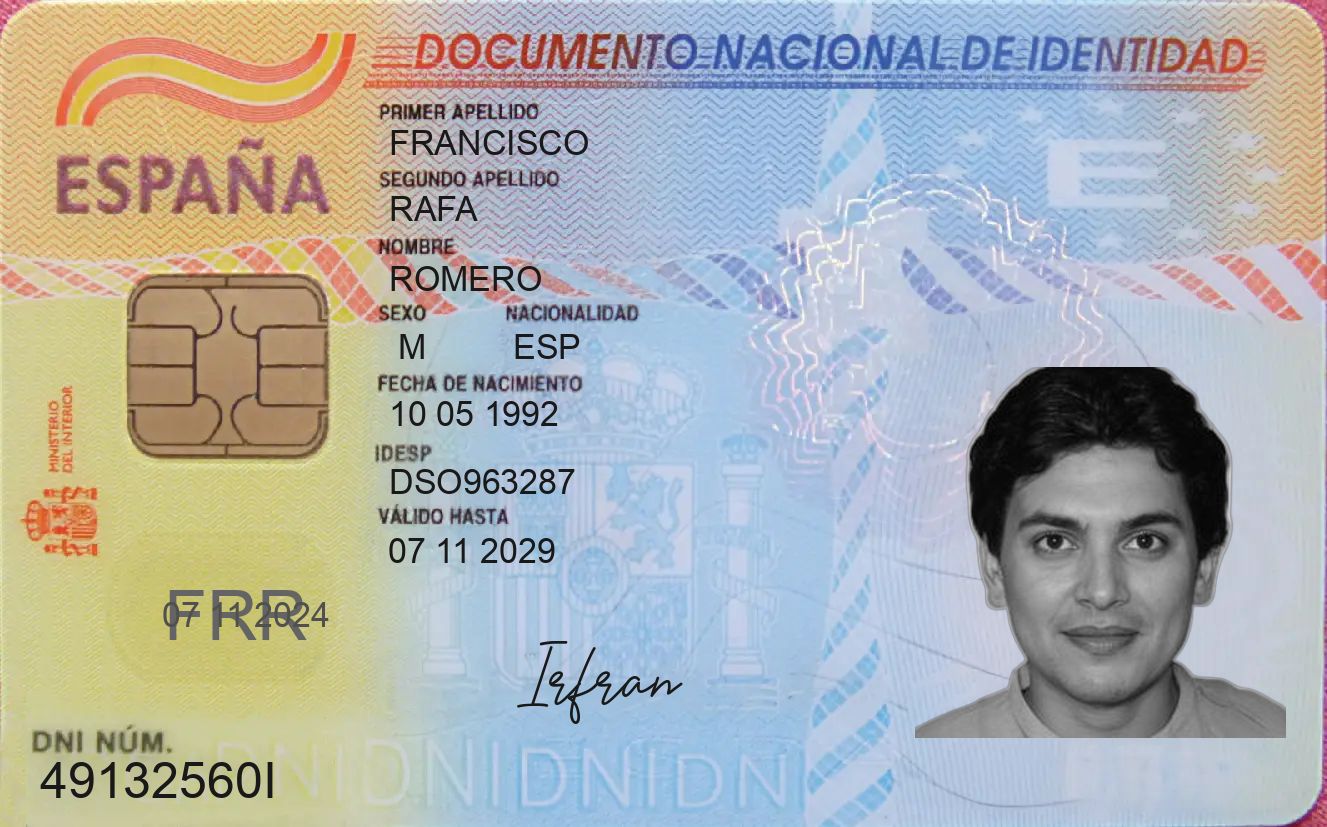 DOCUMENTO NACIONAL DE IDENTIDAD
ESPAÑA
PRIMER APELLIDO
FRANCISCO
SEGUNDO APELLIDO
RAFA
NOMBRE
ROMERO
SEXO NACIONALIDAD
M ESP
FECHA DE NACIMIENTO
10 05 1992
IDESP
DSO963287
VÁLIDO HASTA
07 11 2029
MINISTERIO
DEL INTERIOR
E
07 11 2024
FRR
Irfran
DNI NÚM.
49132560I
DNIDNIDNIDNI